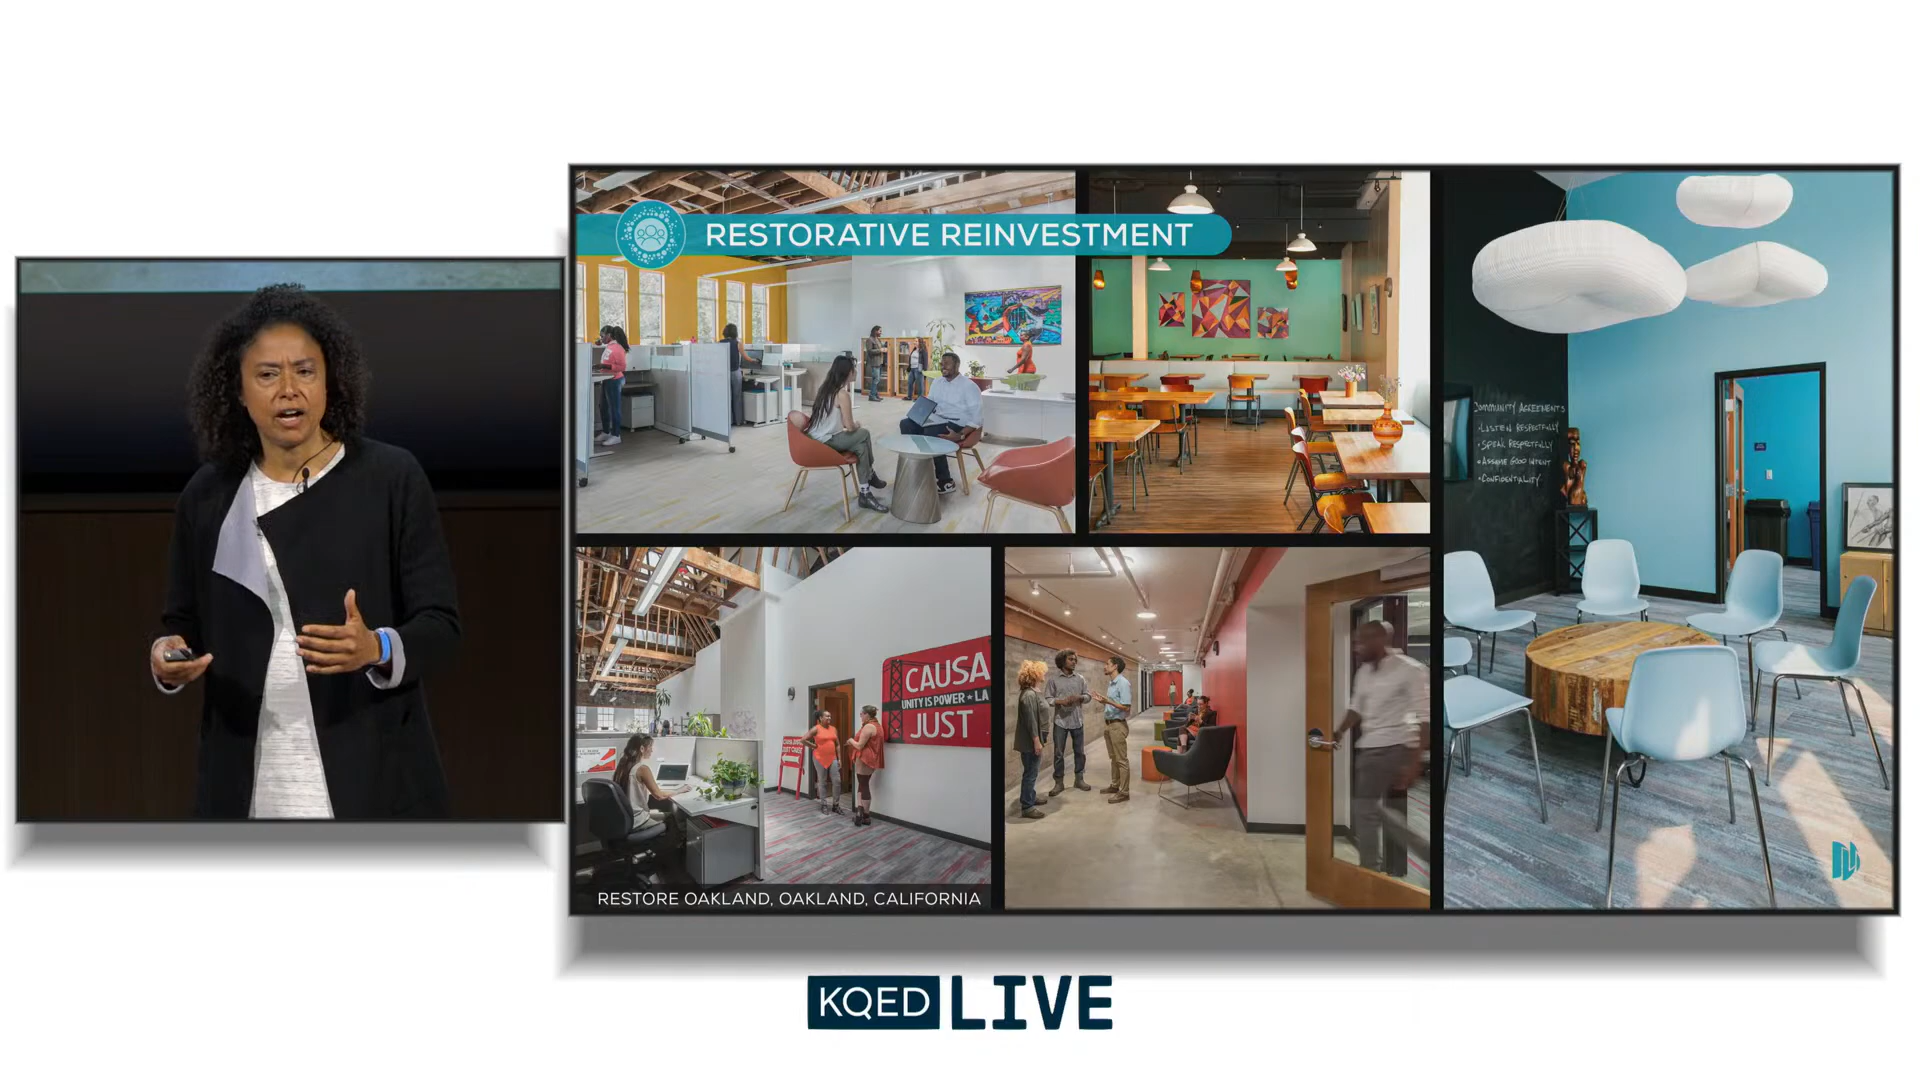 RESTORATIVE REINVESTMENT
COMMUNITY AGREEMENTS
• LISTEN RESPECTFULLY
• SPEAK RESPECTFULLY
• ASSUME GOOD INTENT
• CONFIDENTIALITY
CAUSA
UNITY IS POWER ★ LA
JUST
RESTORE OAKLAND, OAKLAND, CALIFORNIA
KQED LIVE